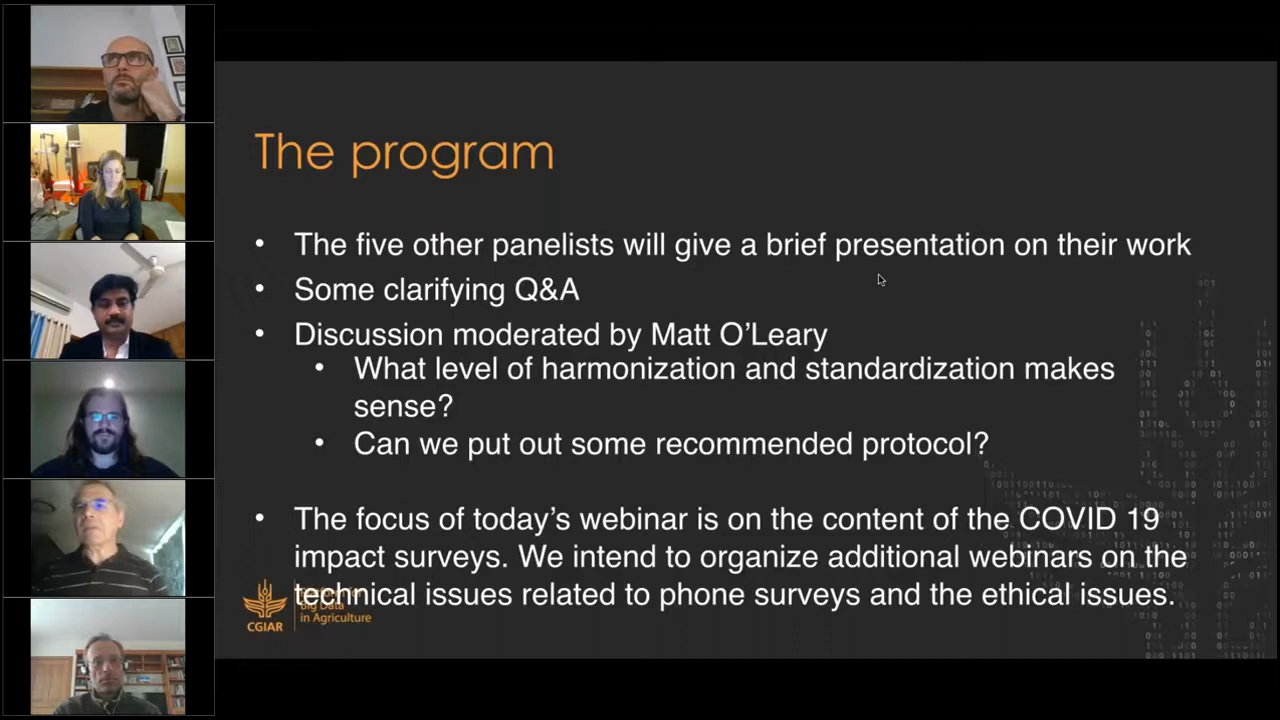 The program
• The five other panelists will give a brief presentation on their work
• Some clarifying Q&A
• Discussion moderated by Matt O’Leary
• What level of harmonization and standardization makes
sense?
• Can we put out some recommended protocol?
• The focus of today’s webinar is on the content of the COVID 19
impact surveys. We intend to organize additional webinars on the
technical issues related to phone surveys and the ethical issues.
Big Data
in Agriculture
CGIAR